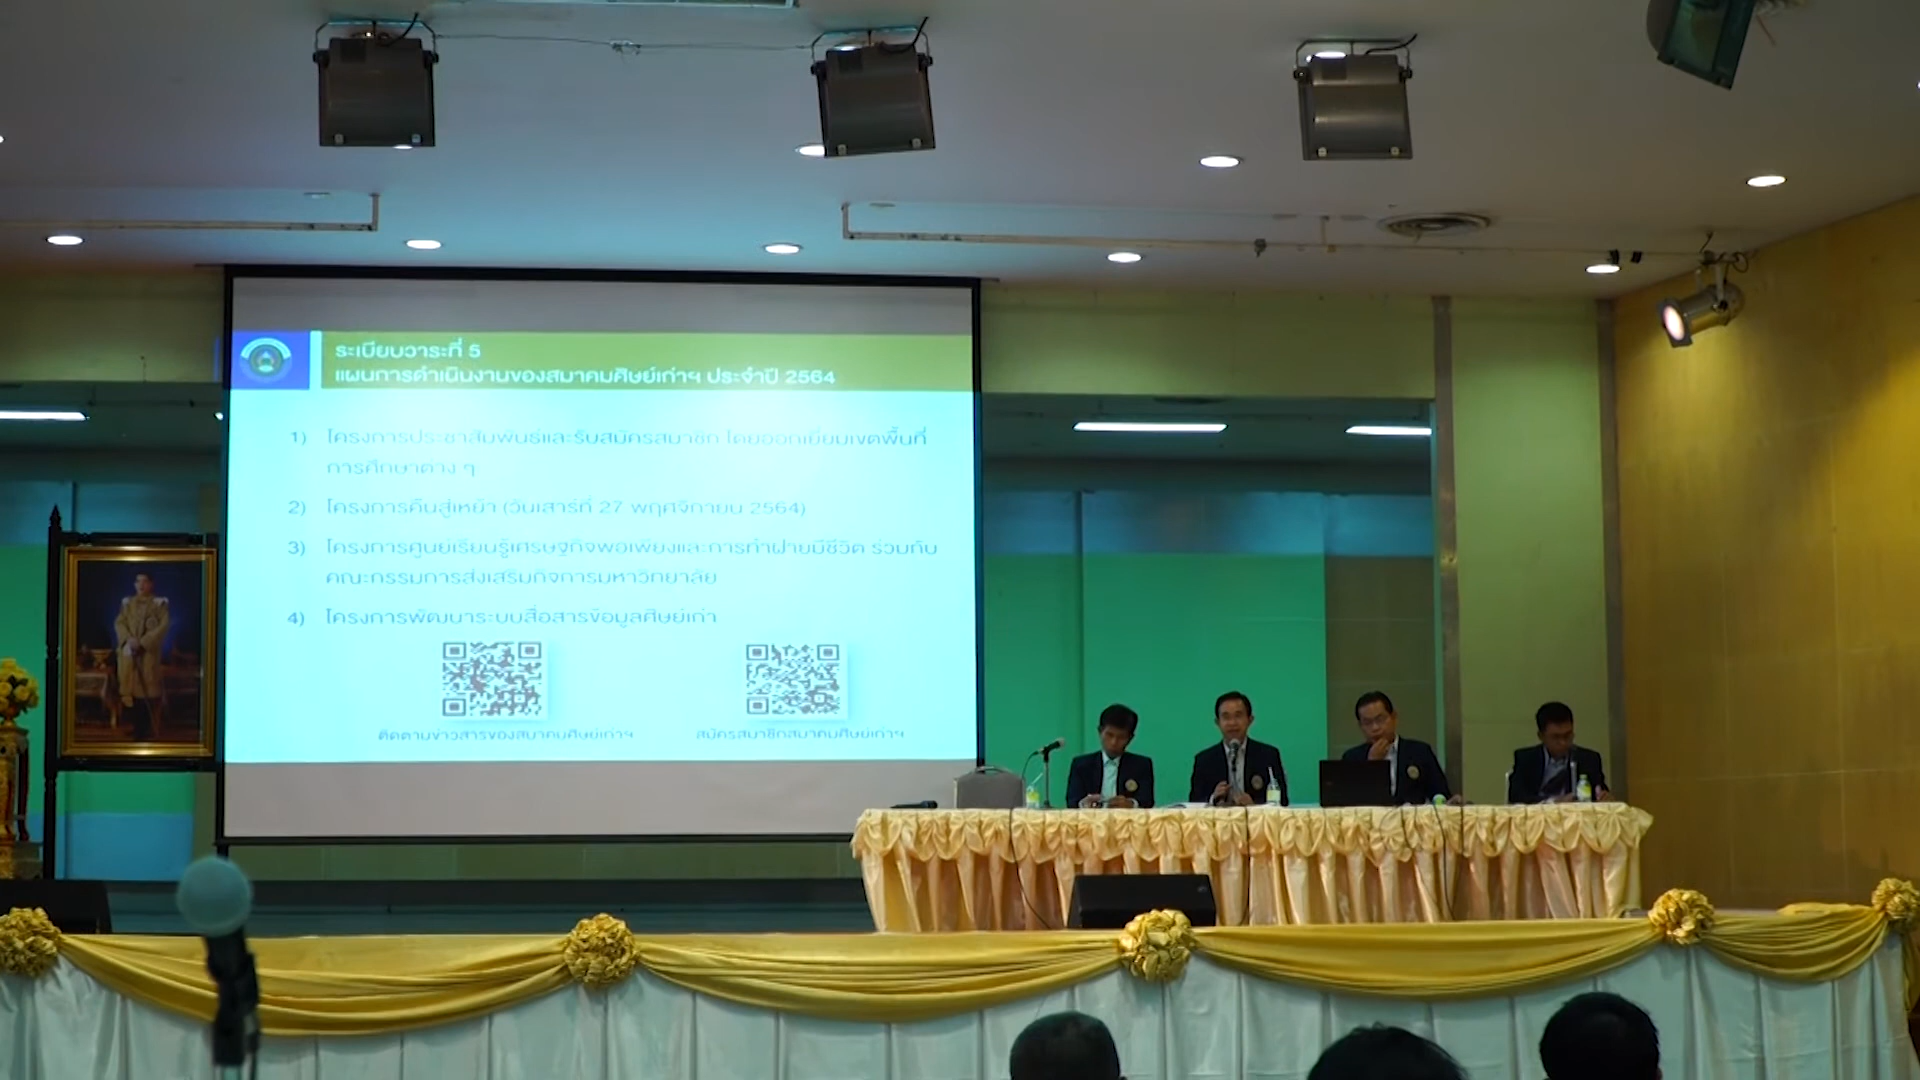 ระเบียบวาระที่ 5
แผนการดำเนินงานของสมาคมศิษย์เก่าฯ ประจำปี 2564
1) โครงการประชาสัมพันธ์และรับสมัครสมาชิก โดยออกเยี่ยมเขตพื้นที่
การศึกษาต่าง ๆ
2) โครงการคืนสู่เหย้า (วันเสาร์ที่ 27 พฤศจิกายน 2564)
3) โครงการศูนย์เรียนรู้เศรษฐกิจพอเพียงและการทำฝายมีชีวิต ร่วมกับ
คณะกรรมการส่งเสริมกิจการมหาวิทยาลัย
4) โครงการพัฒนาระบบสื่อสารข้อมูลศิษย์เก่า
ติดตามข่าวสารของสมาคมศิษย์เก่าฯ
สมัครสมาชิกสมาคมศิษย์เก่าฯ